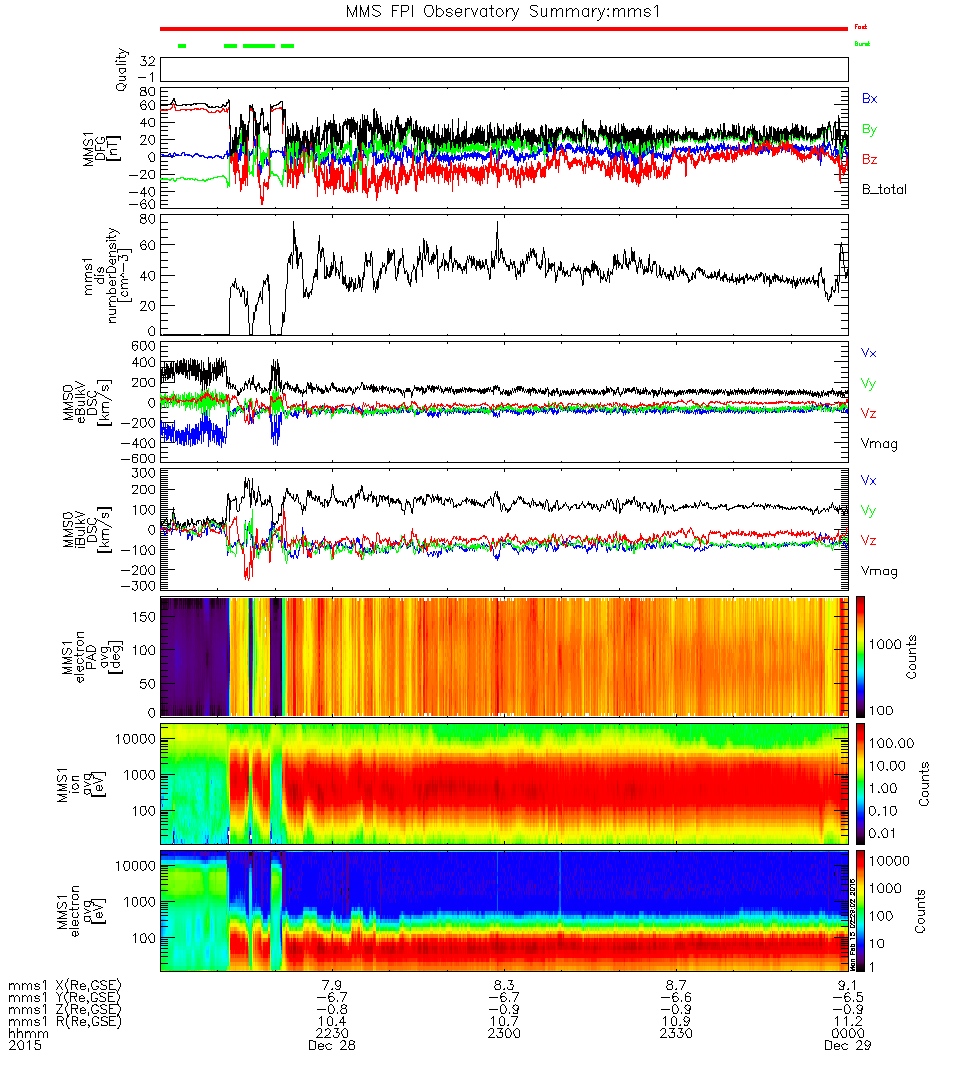 MMS FPI Observatory Summary:mms1
Fast
Burst
Quality
32
−1
MMS1
DFG
[nT]
80
60
40
20
0
−20
−40
−60
Bx
By
Bz
B_total
mms1
dis
numberDensity
[cm^−3]
80
60
40
20
0
MMS0
eBulkV
DSC
[km/s]
600
400
200
0
−200
−400
−600
Vx
Vy
Vz
Vmag
MMS0
iBulkV
DSC
[km/s]
300
200
100
0
−100
−200
−300
Vx
Vy
Vz
Vmag
MMS1
electron
PAD
avg
[deg]
150
100
50
0
1000
100
Counts
MMS1
ion
avg
[eV]
10000
1000
100
100.00
10.00
1.00
0.10
0.01
Counts
MMS1
electron
avg
[eV]
10000
1000
100
10000
1000
100
10
1
Counts
mms1 X(Re,GSE) 7.9 8.3 8.7 9.1
mms1 Y(Re,GSE) −6.7 −6.7 −6.6 −6.5
mms1 Z(Re,GSE) −0.8 −0.9 −0.9 −0.9
mms1 R(Re,GSE) 10.4 10.7 10.9 11.2
hhmm 2230 2300 2330 0000
2015 Dec 28 Dec 29